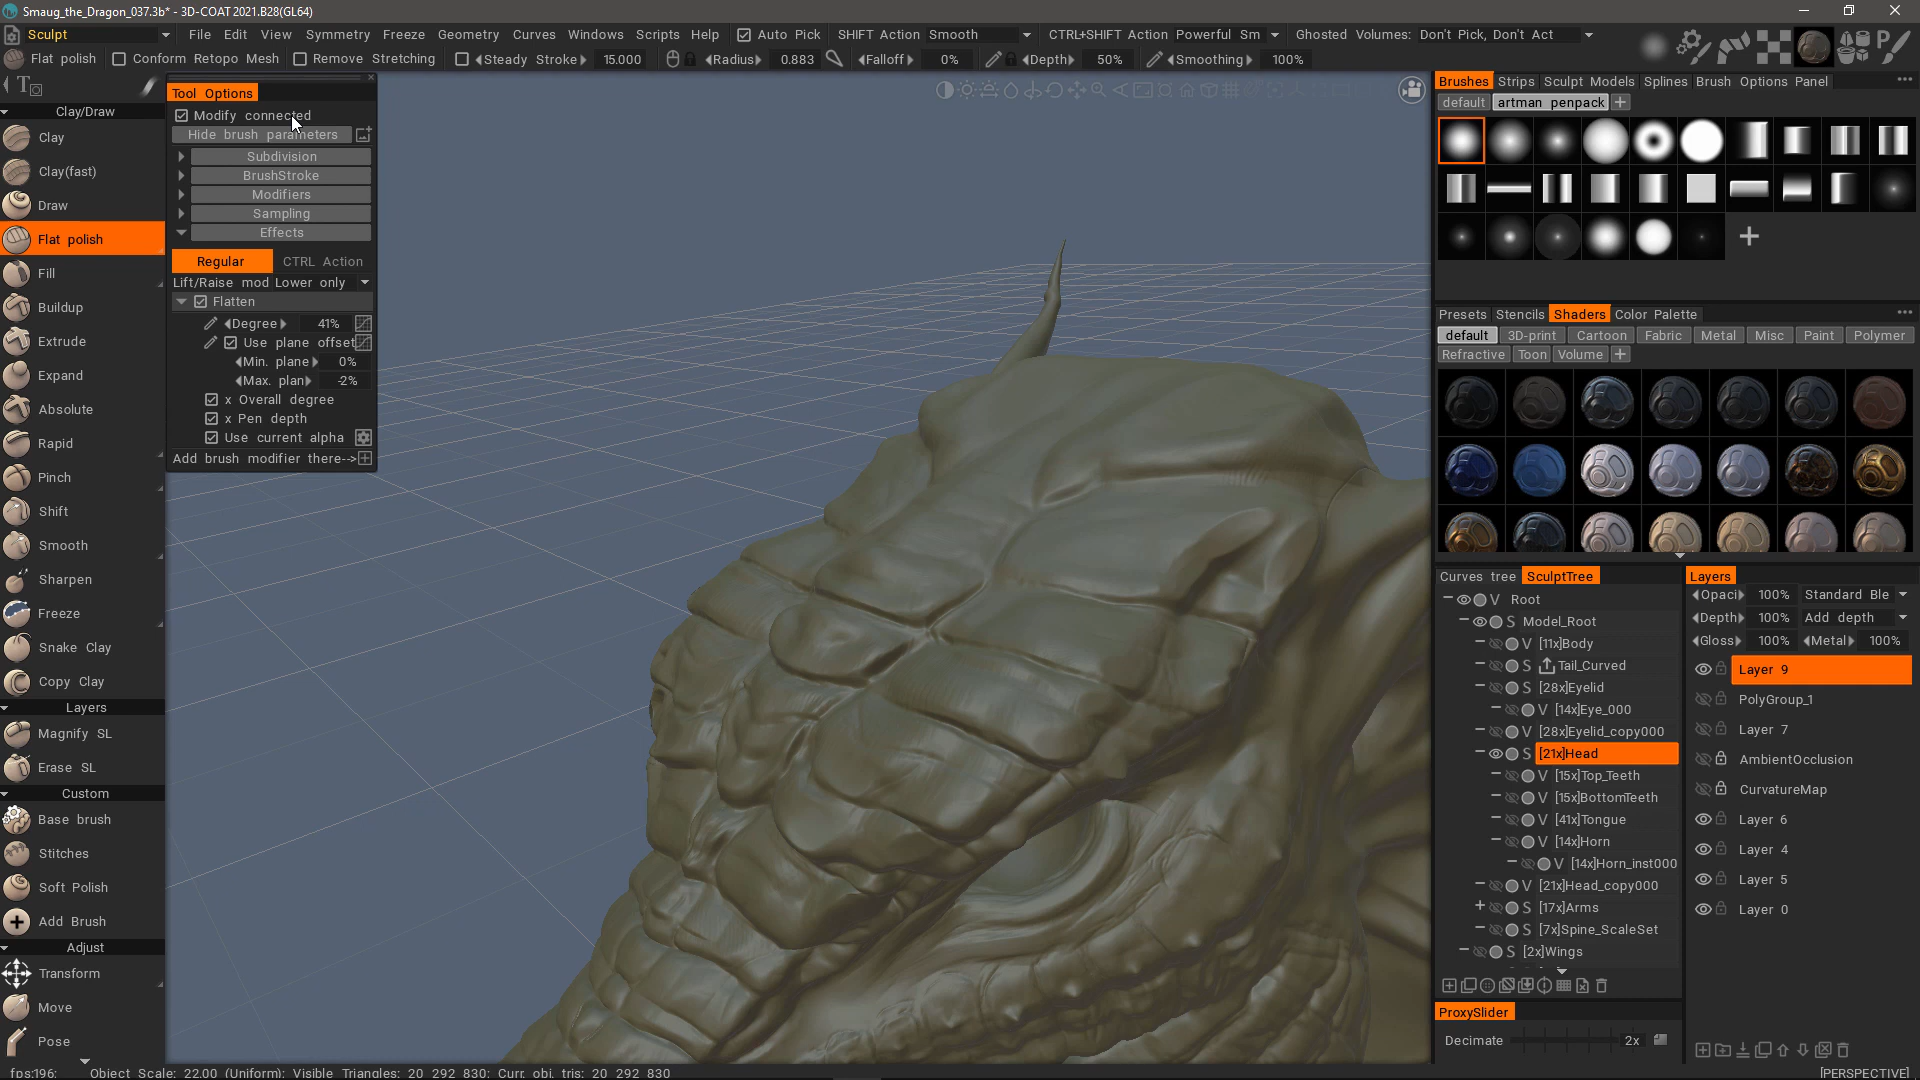 Smaug_the_Dragon_037.3b* - 3D-COAT 2021.B28(GL64)
Sculpt File Edit View Symmetry Freeze Geometry Curves Windows Scripts Help Auto Pick SHIFT Action Smooth CTRL+SHIFT Action Powerful Sm Ghosted Volumes: Don't Pick, Don't Act
Flat polish Conform Retopo Mesh Remove Stretching Steady Stroke 15.000 Radius 0.883 Falloff 0% Depth 50% Smoothing 100%
T
Clay/Draw
Clay
Clay(fast)
Draw
Flat polish
Fill
Buildup
Extrude
Expand
Absolute
Rapid
Pinch
Shift
Smooth
Sharpen
Freeze
Snake Clay
Copy Clay
Layers
Magnify SL
Erase SL
Custom
Base brush
Stitches
Soft Polish
Add Brush
Adjust
Transform
Move
Pose
Tool Options
Modify connected
Hide brush parameters
Subdivision
BrushStroke
Modifiers
Sampling
Effects
Regular CTRL Action
Lift/Raise mod Lower only
Flatten
Degree 41%
Use plane offset
Min. plane 0%
Max. plan -2%
x Overall degree
x Pen depth
Use current alpha
Add brush modifier there-->
Brushes Strips Sculpt Models Splines Brush Options Panel
default artman penpack
Presets Stencils Shaders Color Palette
default 3D-print Cartoon Fabric Metal Misc Paint Polymer
Refractive Toon Volume
Curves tree SculptTree
V Root
S Model_Root
V [11x]Body
S Tail_Curved
S [28x]Eyelid
V [14x]Eye_000
V [28x]Eyelid_copy000
S [21x]Head
V [15x]Top_Teeth
V [15x]BottomTeeth
V [41x]Tongue
V [14x]Horn
V [14x]Horn_inst000
V [21x]Head_copy000
S [17x]Arms
S [7x]Spine_ScaleSet
S [2x]Wings
ProxySlider
Decimate 2x
Layers
Opaci 100% Standard Ble
Depth 100% Add depth
Gloss 100% Metal 100%
Layer 9
PolyGroup_1
Layer 7
AmbientOcclusion
CurvatureMap
Layer 6
Layer 4
Layer 5
Layer 0
fps:196; Object Scale: 22.00 (Uniform); Visible Triangles: 20 292 830; Curr. obj. tris: 20 292 830 [PERSPECTIVE]